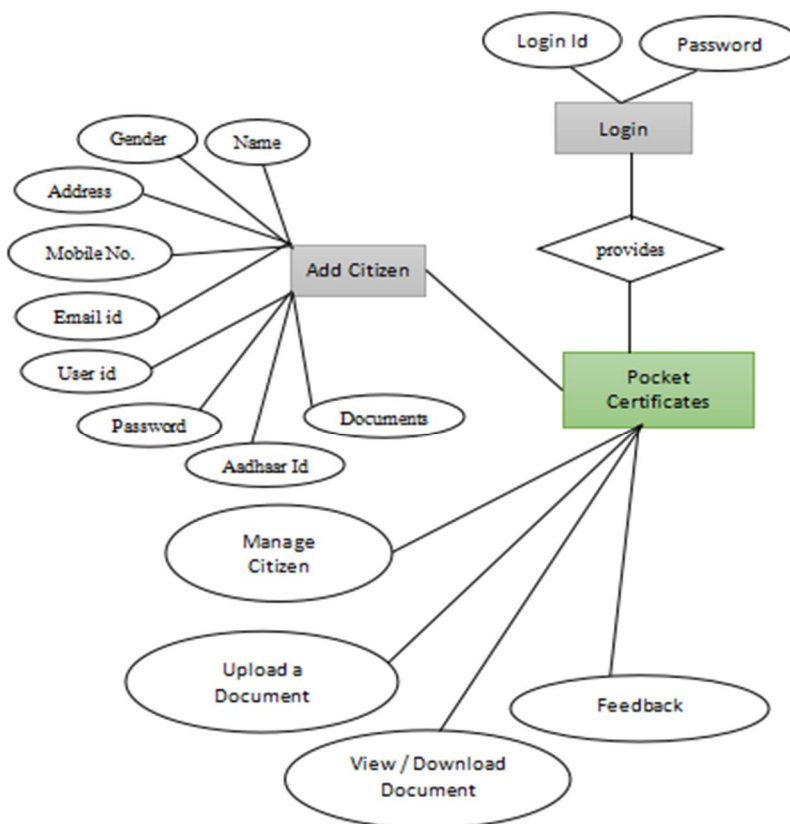 Login Id
Password
Login
Gender
Name
Address
Mobile No.
Add Citizen
provides
Email id
User id
Pocket
Certificates
Password
Documents
Aadhaar Id
Manage
Citizen
Upload a
Document
Feedback
View / Download
Document